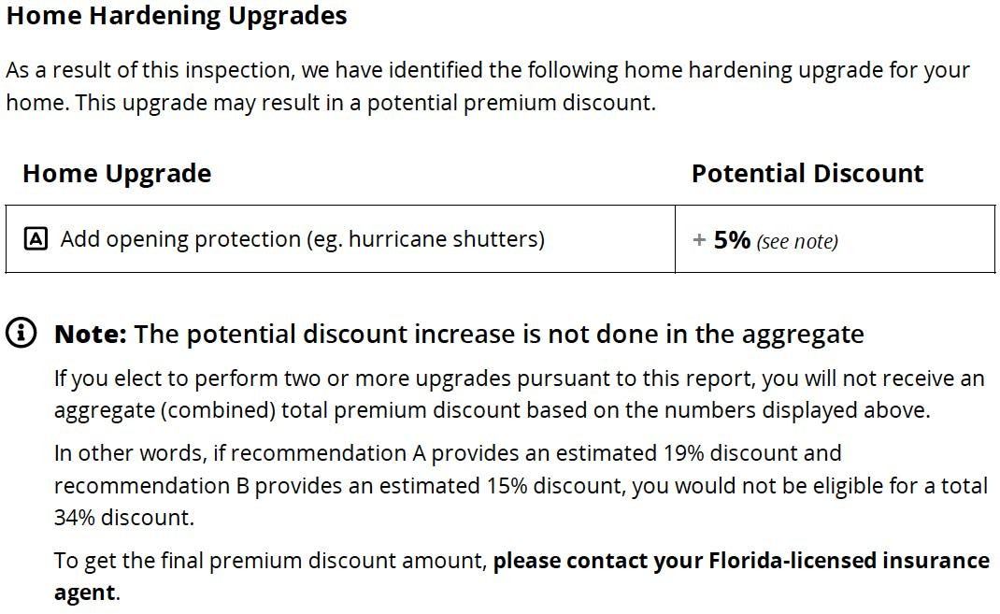 Home Hardening Upgrades
As a result of this inspection, we have identified the following home hardening upgrade for your
home. This upgrade may result in a potential premium discount.
Home Upgrade Potential Discount
A Add opening protection (eg. hurricane shutters) + 5% (see note)
Note: The potential discount increase is not done in the aggregate
If you elect to perform two or more upgrades pursuant to this report, you will not receive an
aggregate (combined) total premium discount based on the numbers displayed above.
In other words, if recommendation A provides an estimated 19% discount and
recommendation B provides an estimated 15% discount, you would not be eligible for a total
34% discount.
To get the final premium discount amount, please contact your Florida-licensed insurance
agent.